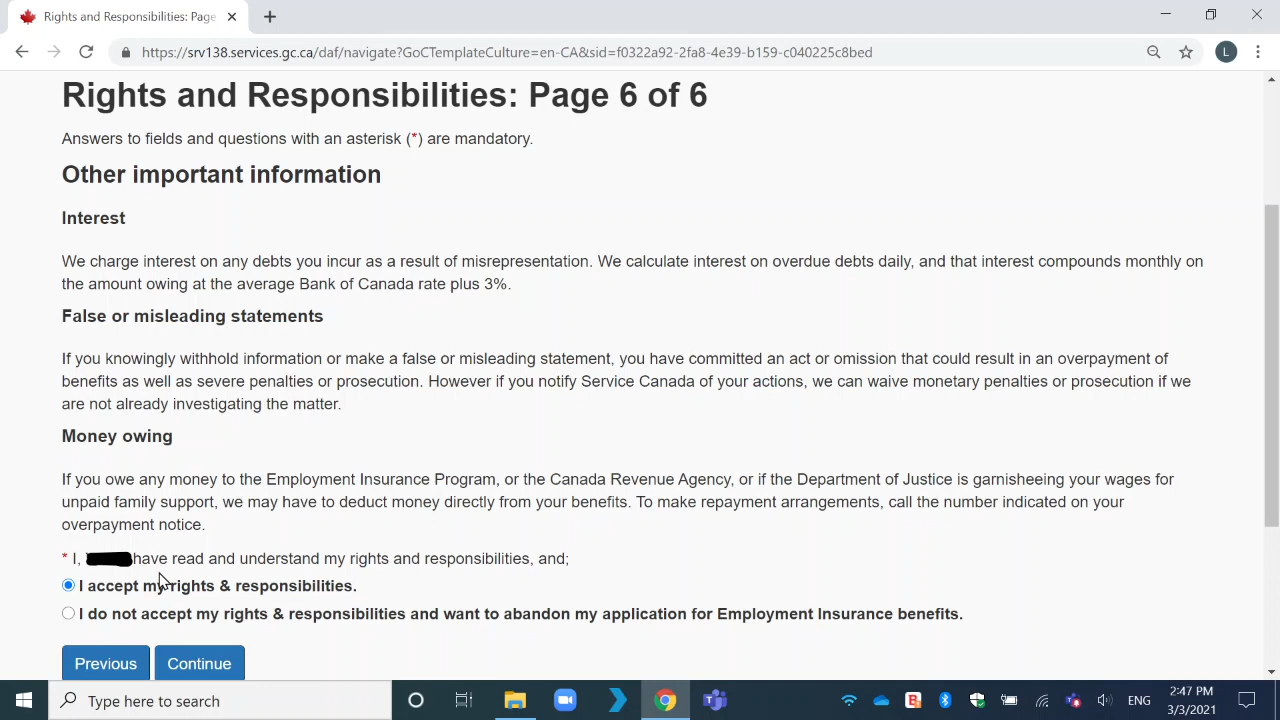 Rights and Responsibilities: Page
https://srv138.services.gc.ca/daf/navigate?GoCTemplateCulture=en-CA&sid=f0322a92-2fa8-4e39-b159-c040225c8bed
L
Rights and Responsibilities: Page 6 of 6
Answers to fields and questions with an asterisk (*) are mandatory.
Other important information
Interest
We charge interest on any debts you incur as a result of misrepresentation. We calculate interest on overdue debts daily, and that interest compounds monthly on
the amount owing at the average Bank of Canada rate plus 3%.
False or misleading statements
If you knowingly withhold information or make a false or misleading statement, you have committed an act or omission that could result in an overpayment of
benefits as well as severe penalties or prosecution. However if you notify Service Canada of your actions, we can waive monetary penalties or prosecution if we
are not already investigating the matter.
Money owing
If you owe any money to the Employment Insurance Program, or the Canada Revenue Agency, or if the Department of Justice is garnisheeing your wages for
unpaid family support, we may have to deduct money directly from your benefits. To make repayment arrangements, call the number indicated on your
overpayment notice.
* I, have read and understand my rights and responsibilities, and;
I accept my rights & responsibilities.
I do not accept my rights & responsibilities and want to abandon my application for Employment Insurance benefits.
Previous Continue
Type here to search
ENG
2:47 PM
3/3/2021